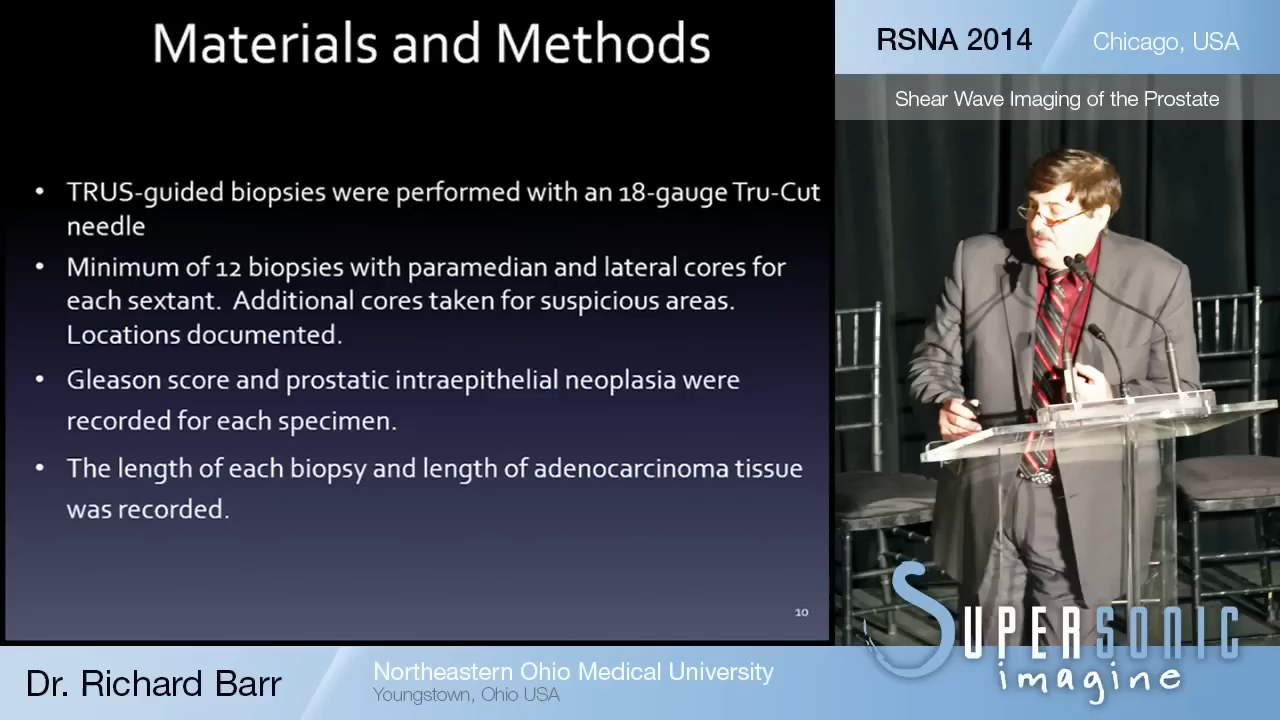 Materials and Methods
• TRUS-guided biopsies were performed with an 18-gauge Tru-Cut
needle
• Minimum of 12 biopsies with paramedian and lateral cores for
each sextant. Additional cores taken for suspicious areas.
Locations documented.
• Gleason score and prostatic intraepithelial neoplasia were
recorded for each specimen.
• The length of each biopsy and length of adenocarcinoma tissue
was recorded.
10
RSNA 2014
Chicago, USA
Shear Wave Imaging of the Prostate
SUPERSONIC
imagine
Dr. Richard Barr
Northeastern Ohio Medical University
Youngstown, Ohio USA